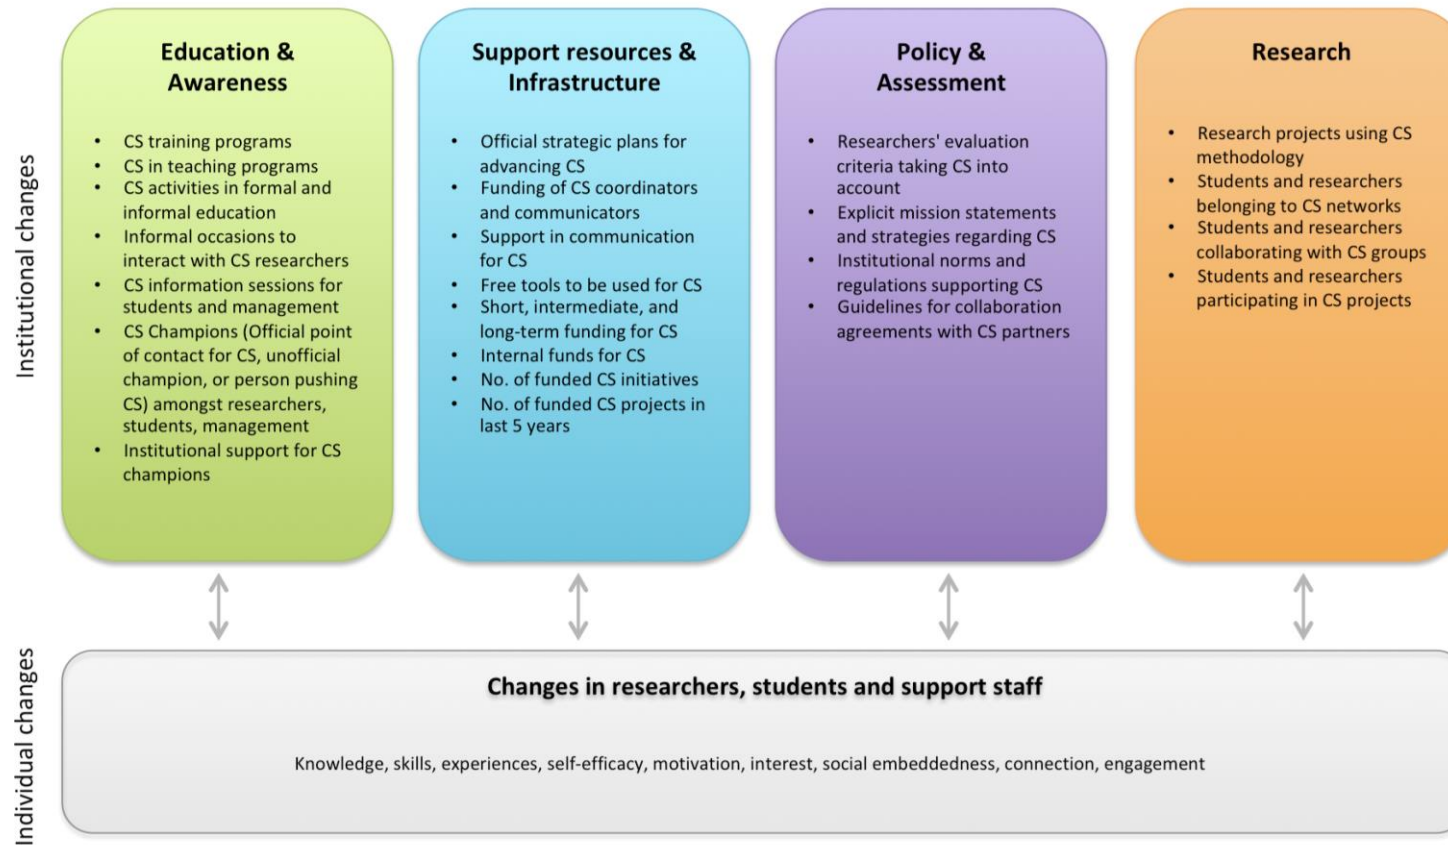 Institutional changes
Education &
Awareness
• CS training programs
• CS in teaching programs
• CS activities in formal and
informal education
• Informal occasions to
interact with CS researchers
• CS information sessions for
students and management
• CS Champions (Official point
of contact for CS, unofficial
champion, or person pushing
CS) amongst researchers,
students, management
• Institutional support for CS
champions
Support resources &
Infrastructure
• Official strategic plans for
advancing CS
• Funding of CS coordinators
and communicators
• Support in communication
for CS
• Free tools to be used for CS
• Short, intermediate, and
long-term funding for CS
• Internal funds for CS
• No. of funded CS initiatives
• No. of funded CS projects in
last 5 years
Policy &
Assessment
• Researchers' evaluation
criteria taking CS into
account
• Explicit mission statements
and strategies regarding CS
• Institutional norms and
regulations supporting CS
• Guidelines for collaboration
agreements with CS partners
Research
• Research projects using CS
methodology
• Students and researchers
belonging to CS networks
• Students and researchers
collaborating with CS groups
• Students and researchers
participating in CS projects
Individual changes
Changes in researchers, students and support staff
Knowledge, skills, experiences, self-efficacy, motivation, interest, social embeddedness, connection, engagement